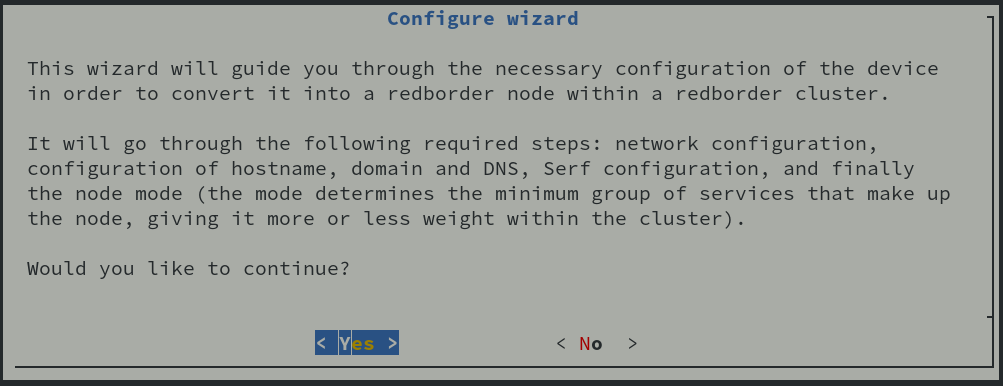 Configure wizard
This wizard will guide you through the necessary configuration of the device
in order to convert it into a redborder node within a redborder cluster.
It will go through the following required steps: network configuration,
configuration of hostname, domain and DNS, Serf configuration, and finally
the node mode (the mode determines the minimum group of services that make up
the node, giving it more or less weight within the cluster).
Would you like to continue?
< Yes > < No >